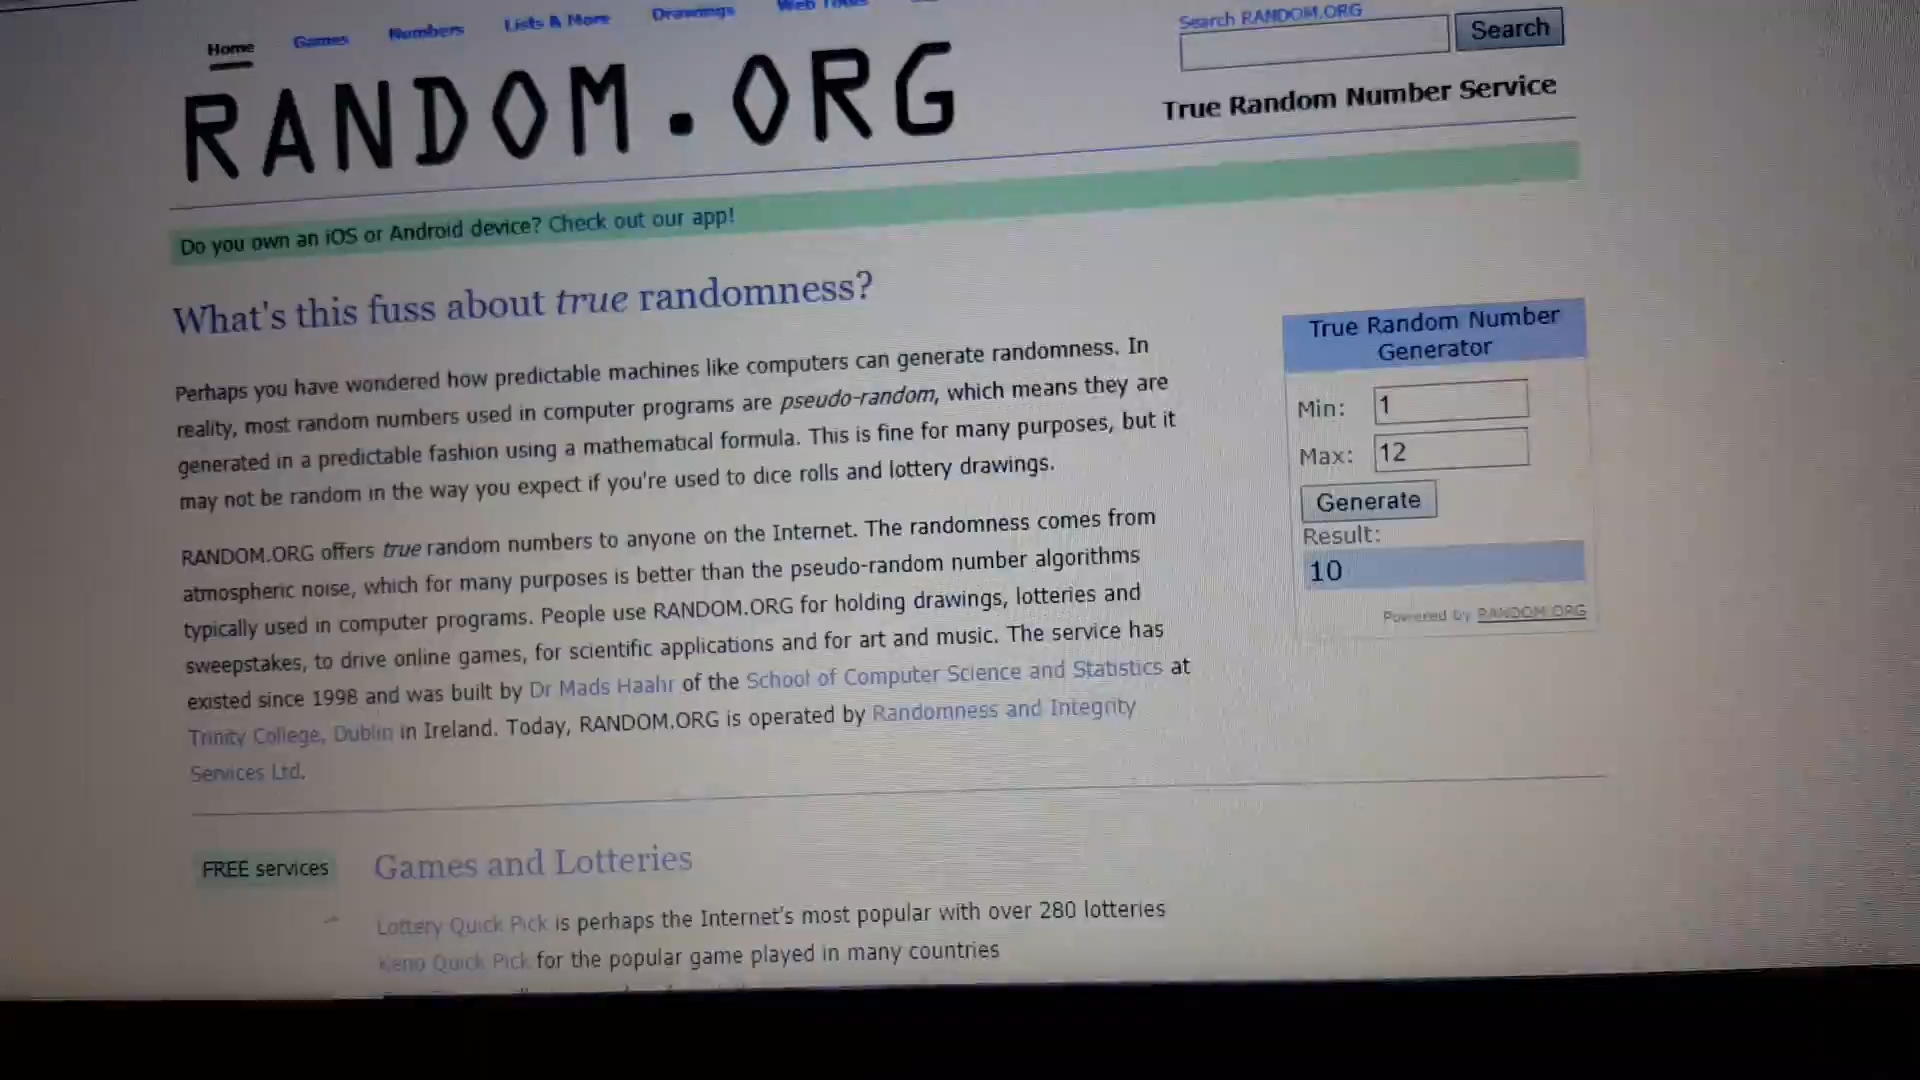 Home Games Numbers Lists & More Drawings Web Tools
Search RANDOM.ORG
Search
RANDOM.ORG
True Random Number Service
Do you own an iOS or Android device? Check out our app!
What's this fuss about true randomness?
Perhaps you have wondered how predictable machines like computers can generate randomness. In
reality, most random numbers used in computer programs are pseudo-random, which means they are
generated in a predictable fashion using a mathematical formula. This is fine for many purposes, but it
may not be random in the way you expect if you're used to dice rolls and lottery drawings.
RANDOM.ORG offers true random numbers to anyone on the Internet. The randomness comes from
atmospheric noise, which for many purposes is better than the pseudo-random number algorithms
typically used in computer programs. People use RANDOM.ORG for holding drawings, lotteries and
sweepstakes, to drive online games, for scientific applications and for art and music. The service has
existed since 1998 and was built by Dr Mads Haahr of the School of Computer Science and Statistics at
Trinity College, Dublin in Ireland. Today, RANDOM.ORG is operated by Randomness and Integrity
Services Ltd.
True Random Number
Generator
Min: 1
Max: 12
Generate
Result:
10
Powered by RANDOM.ORG
FREE services
Games and Lotteries
Lottery Quick Pick is perhaps the Internet's most popular with over 280 lotteries
Keno Quick Pick for the popular game played in many countries